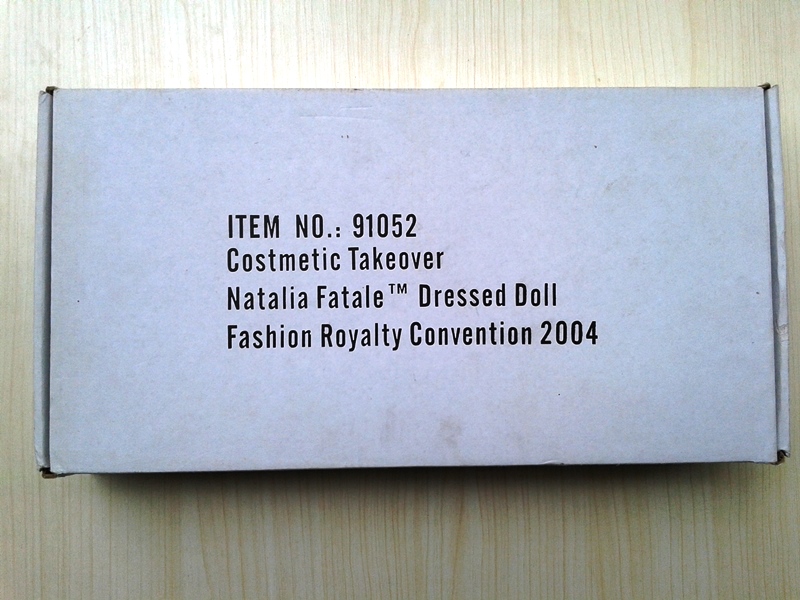 ITEM NO.: 91052
Costmetic Takeover
Natalia Fatale™ Dressed Doll
Fashion Royalty Convention 2004